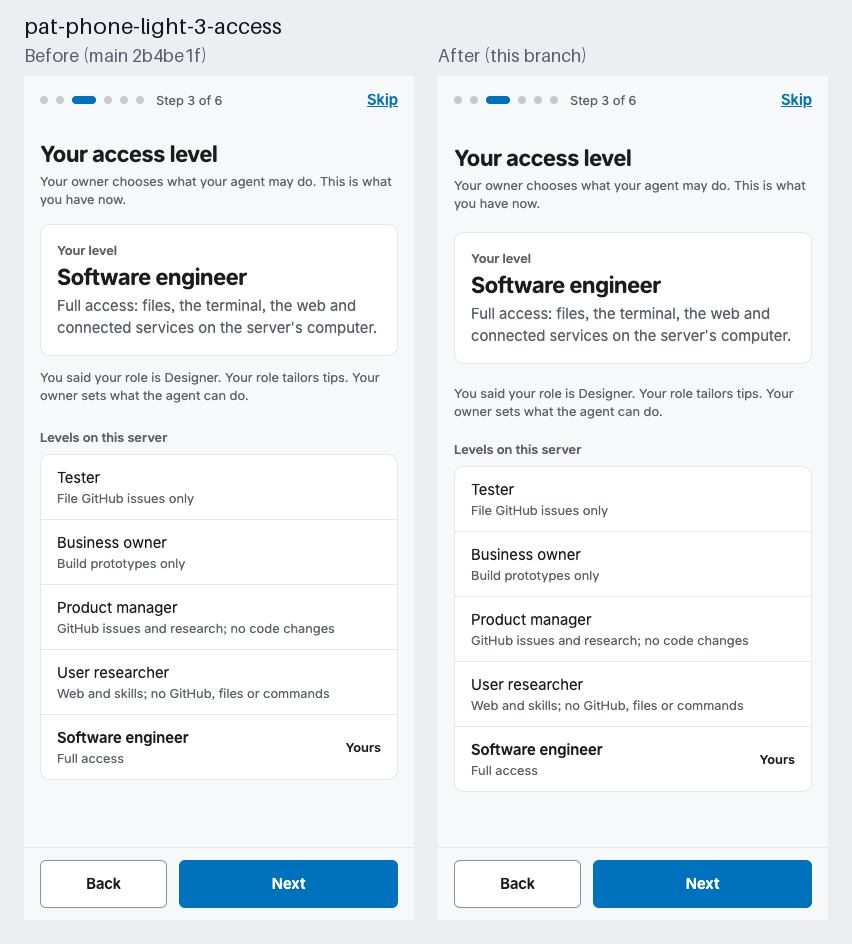 pat-phone-light-3-access
Before (main 2b4be1f)
Step 3 of 6
Skip
Your access level
Your owner chooses what your agent may do. This is what
you have now.
Your level
Software engineer
Full access: files, the terminal, the web and
connected services on the server's computer.
You said your role is Designer. Your role tailors tips. Your
owner sets what the agent can do.
Levels on this server
Tester
File GitHub issues only
Business owner
Build prototypes only
Product manager
GitHub issues and research; no code changes
User researcher
Web and skills; no GitHub, files or commands
Software engineer
Full access
Yours
Back
Next
After (this branch)
Step 3 of 6
Skip
Your access level
Your owner chooses what your agent may do. This is what
you have now.
Your level
Software engineer
Full access: files, the terminal, the web and
connected services on the server's computer.
You said your role is Designer. Your role tailors tips. Your
owner sets what the agent can do.
Levels on this server
Tester
File GitHub issues only
Business owner
Build prototypes only
Product manager
GitHub issues and research; no code changes
User researcher
Web and skills; no GitHub, files or commands
Software engineer
Full access
Yours
Back
Next